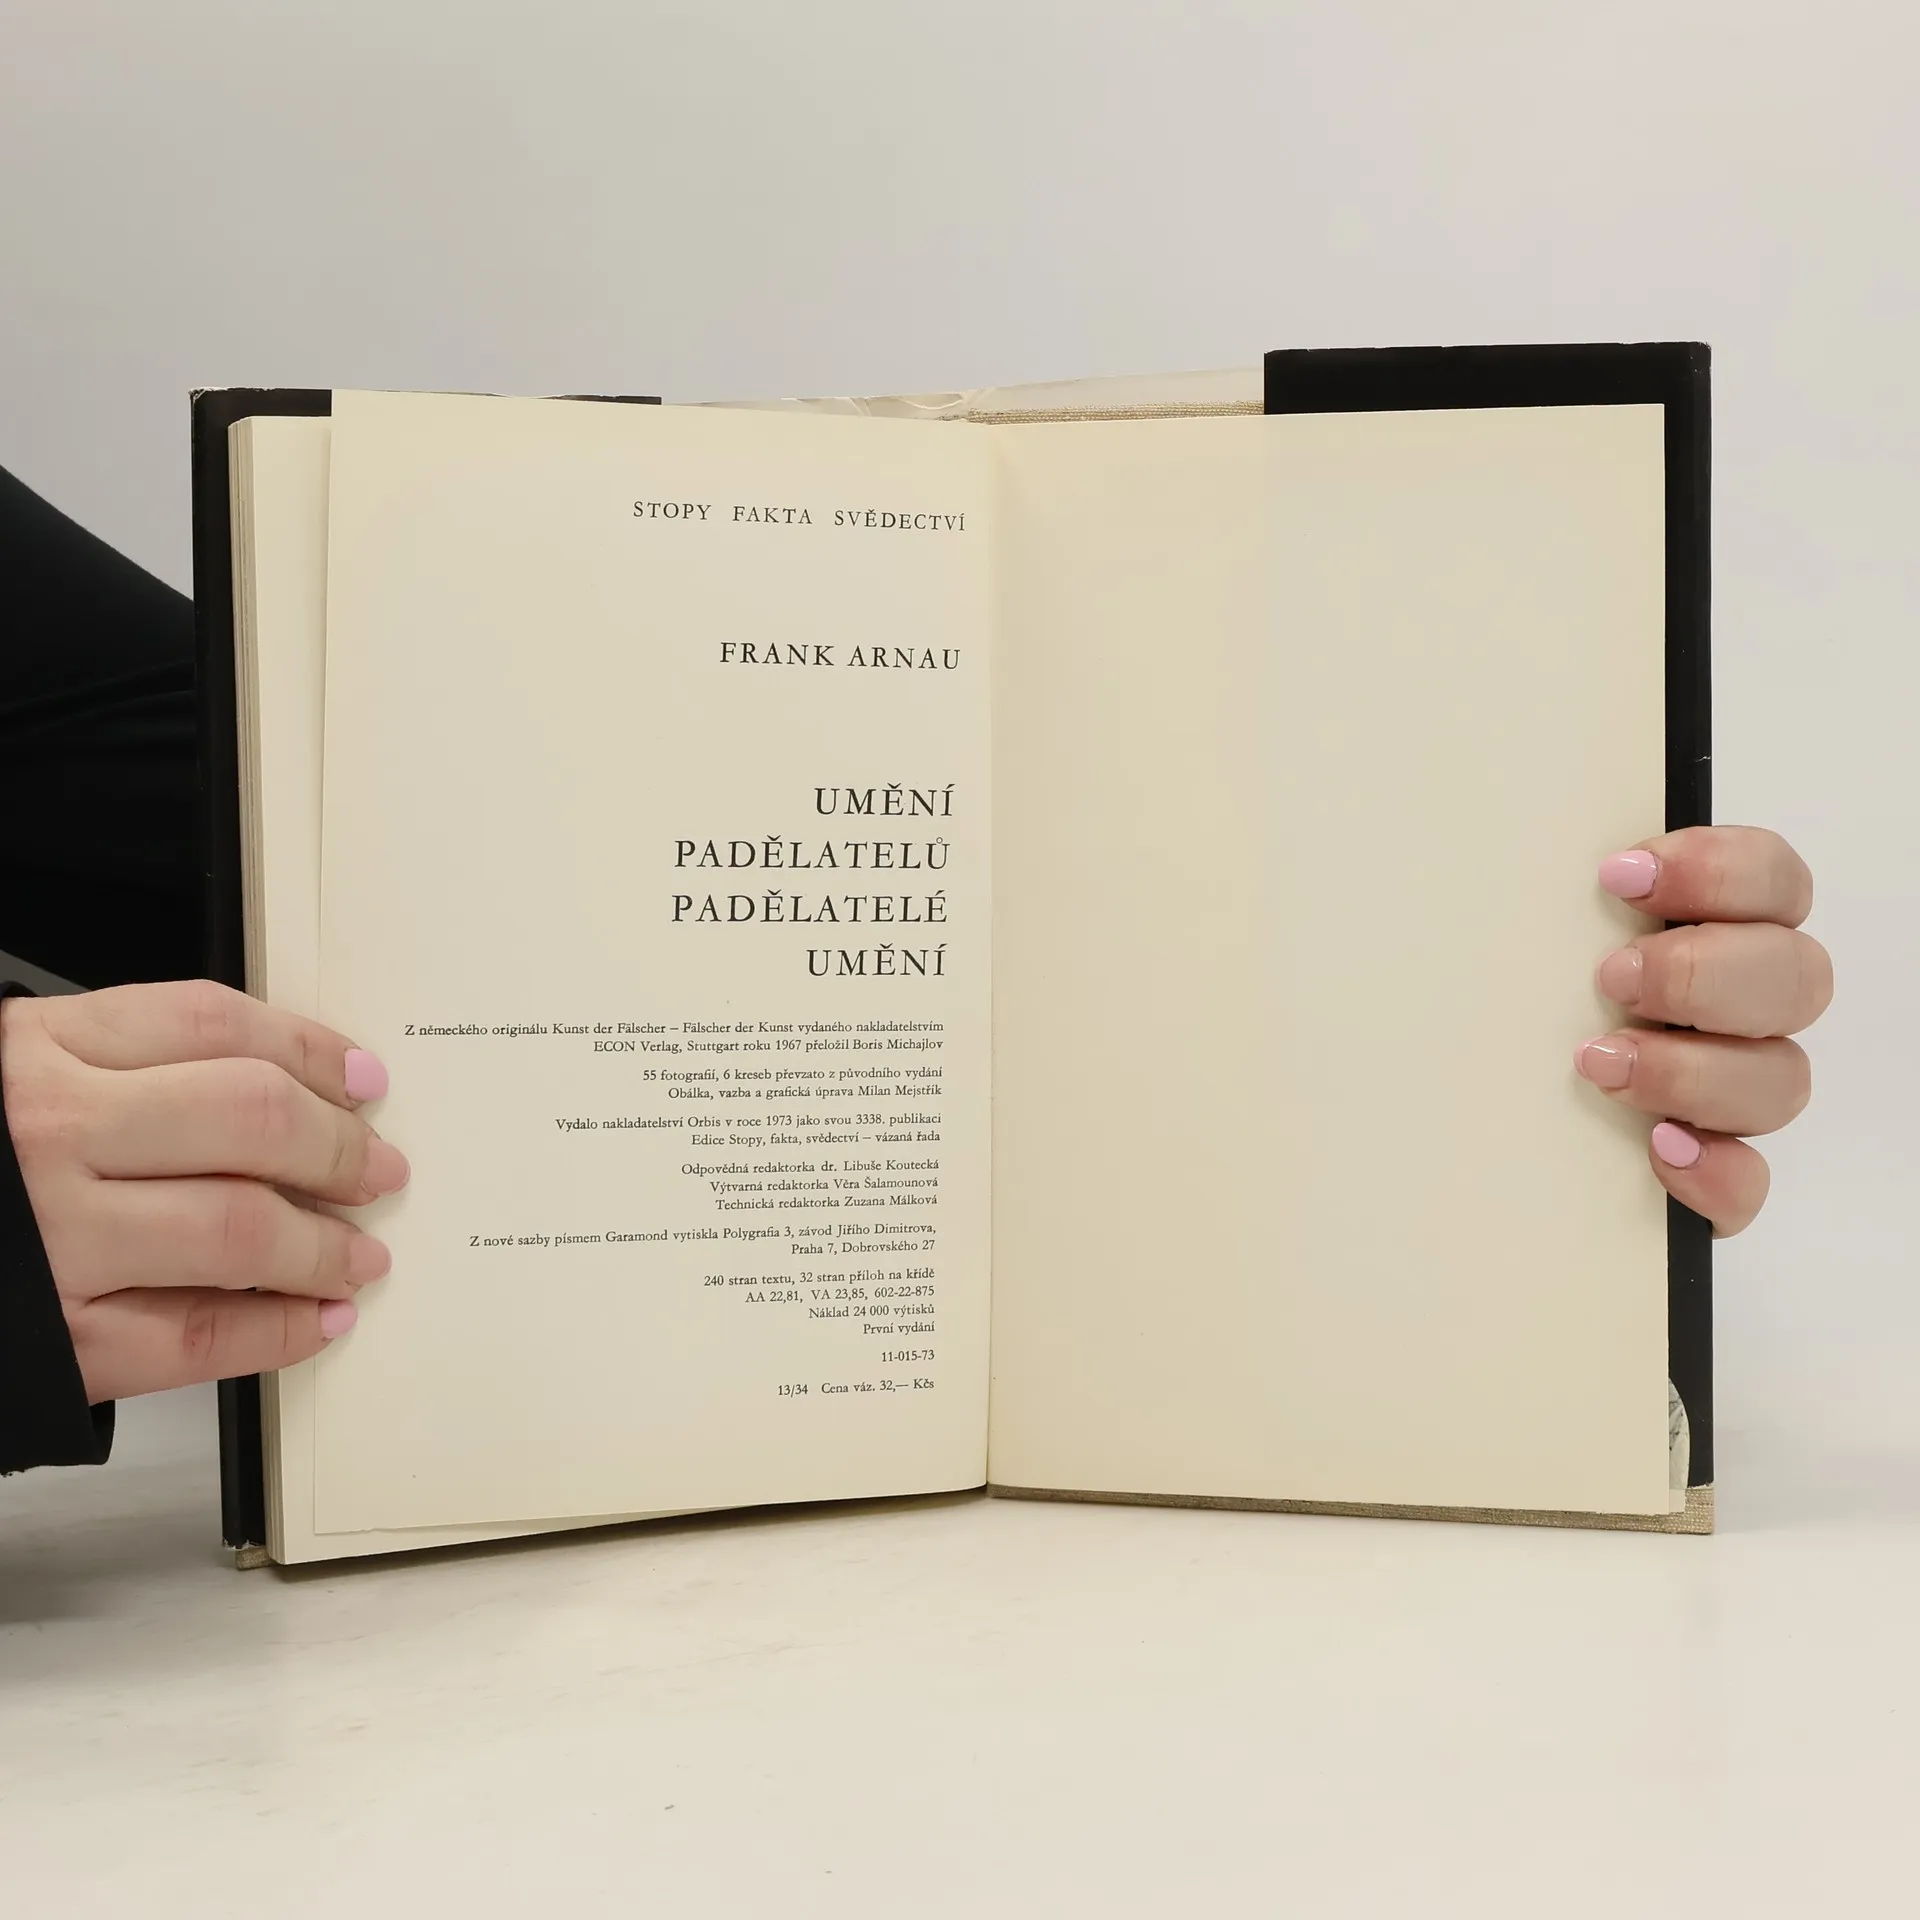 STOPY FAKTA SVĚDECTVÍ
FRANK ARNAU
UMĚNÍ
PADĚLATELŮ
PADĚLATELÉ
UMĚNÍ
Z německého originálu Kunst der Fälscher – Fälscher der Kunst vydaného nakladatelstvím
ECON Verlag, Stuttgart roku 1967 přeložil Boris Michajlov
55 fotografií, 6 kreseb převzato z původního vydání
Obálka, vazba a grafická úprava Milan Mejstřík
Vydalo nakladatelství Orbis v roce 1973 jako svou 3338. publikaci
Edice Stopy, fakta, svědectví – vázaná řada
Odpovědná redaktorka dr. Libuše Koutecká
Výtvarná redaktorka Věra Šalamounová
Technická redaktorka Zuzana Málková
Z nové sazby písmem Garamond vytiskla Polygrafia 3, závod Jiřího Dimitrova,
Praha 7, Dobrovského 27
240 stran textu, 32 stran příloh na křídě
AA 22,81, VA 23,85, 602-22-875
Náklad 24 000 výtisků
První vydání
11-015-73
13/34 Cena váz. 32,— Kčs